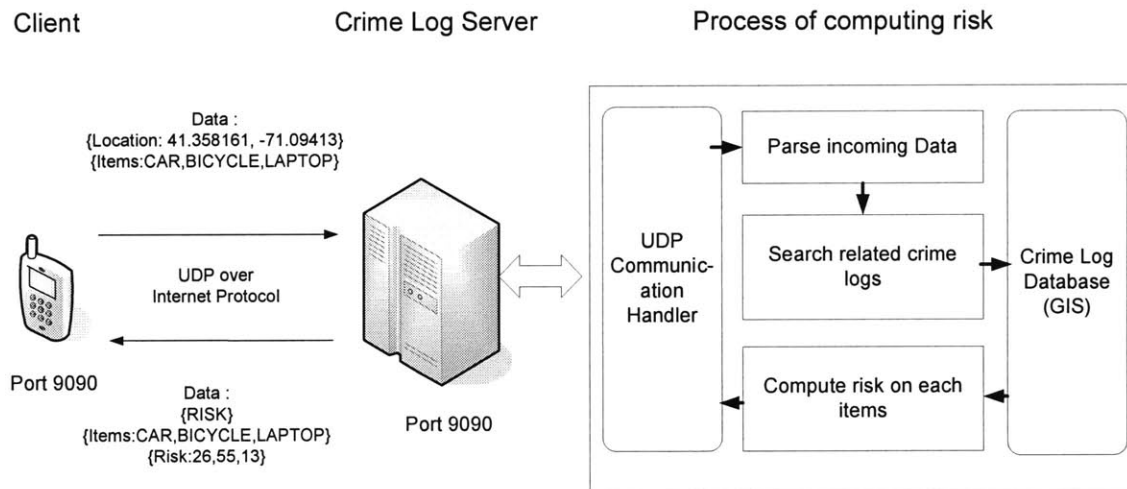 Client
Crime Log Server
Process of computing risk
Data :
{Location: 41.358161, -71.09413}
{Items:CAR,BICYCLE,LAPTOP}
UDP over
Internet Protocol
Port 9090
Data :
{RISK}
{Items:CAR,BICYCLE,LAPTOP}
{Risk:26,55,13}
Port 9090
UDP
Communic-
ation
Handler
Parse incoming Data
Search related crime
logs
Compute risk on each
items
Crime Log
Database
(GIS)